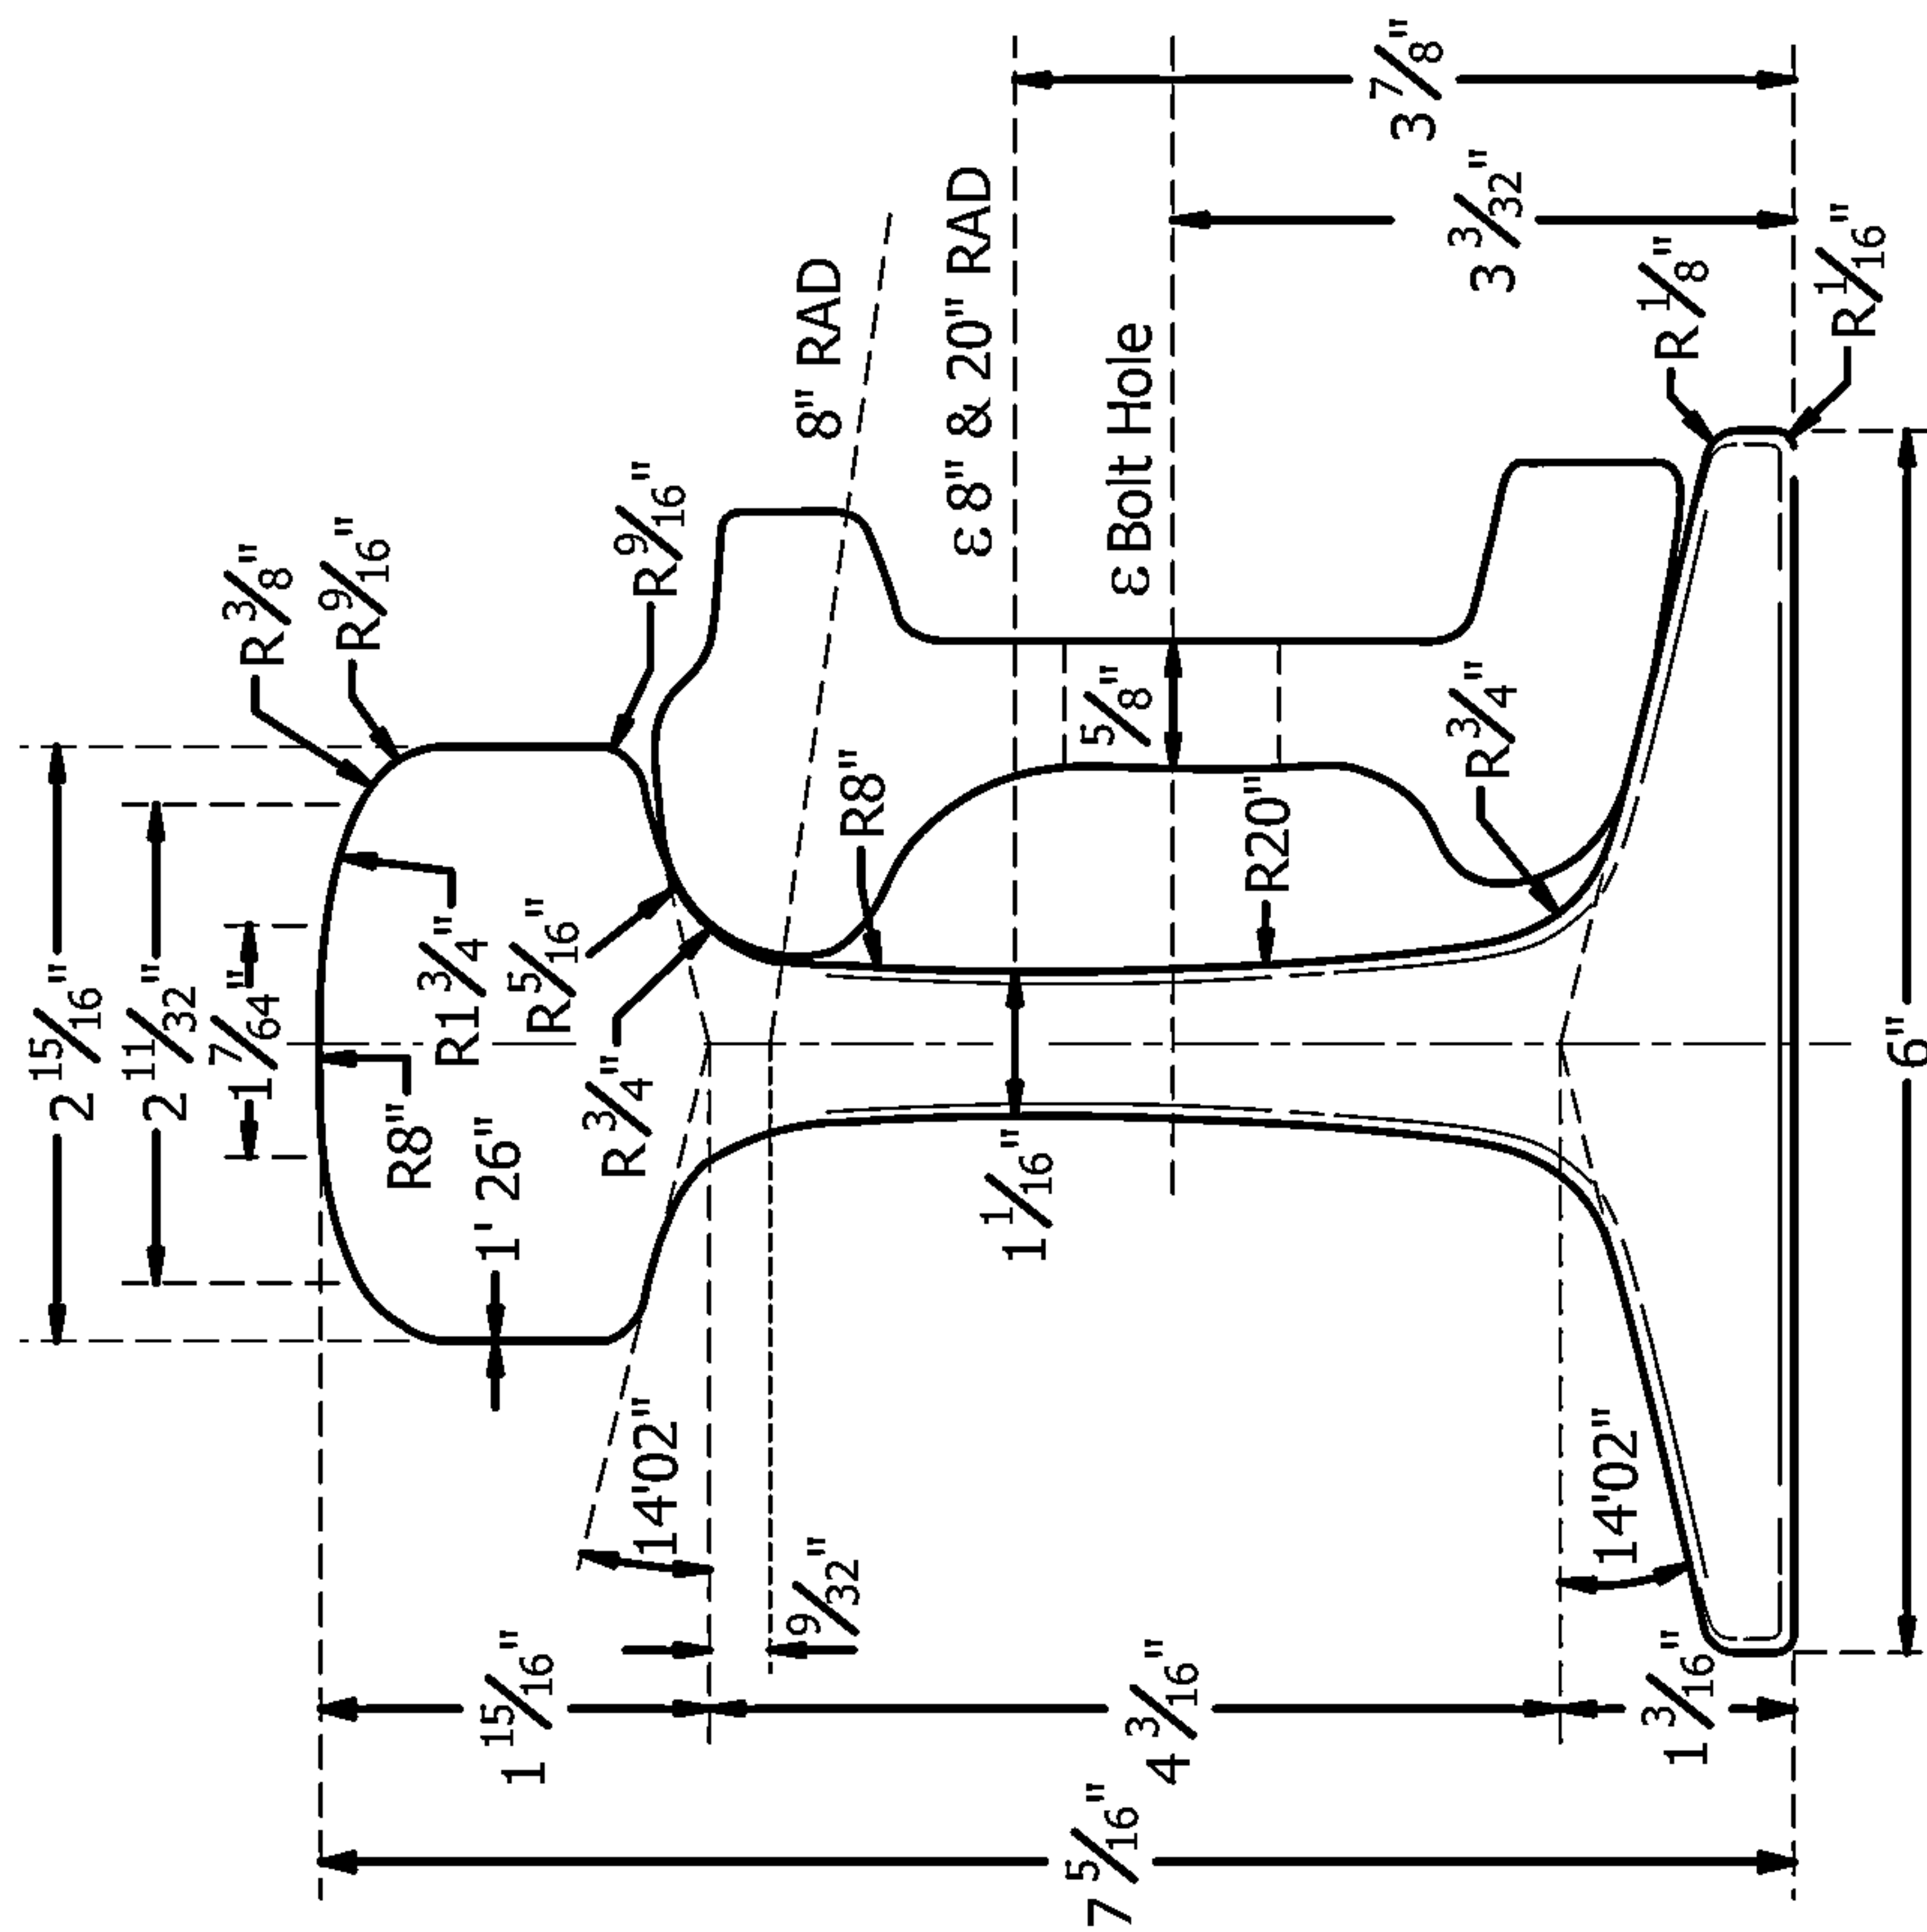 2 15/16"
2 11/32"
1 7/64"
R 3/8"
R 9/16"
R8"
R1 3/4"
1' 26"
R 5/16"
R 9/16"
R 3/4"
8" RAD
14'02"
9/32"
R8"
ε 8" & 20" RAD
1 1/16"
5/8"
ε Bolt Hole
R20"
R 3/4"
3 7/8"
3 3/32"
R 1/8"
R 1/16"
14'02"
1 15/16"
4 3/16"
1 3/16"
7 5/16"
6"